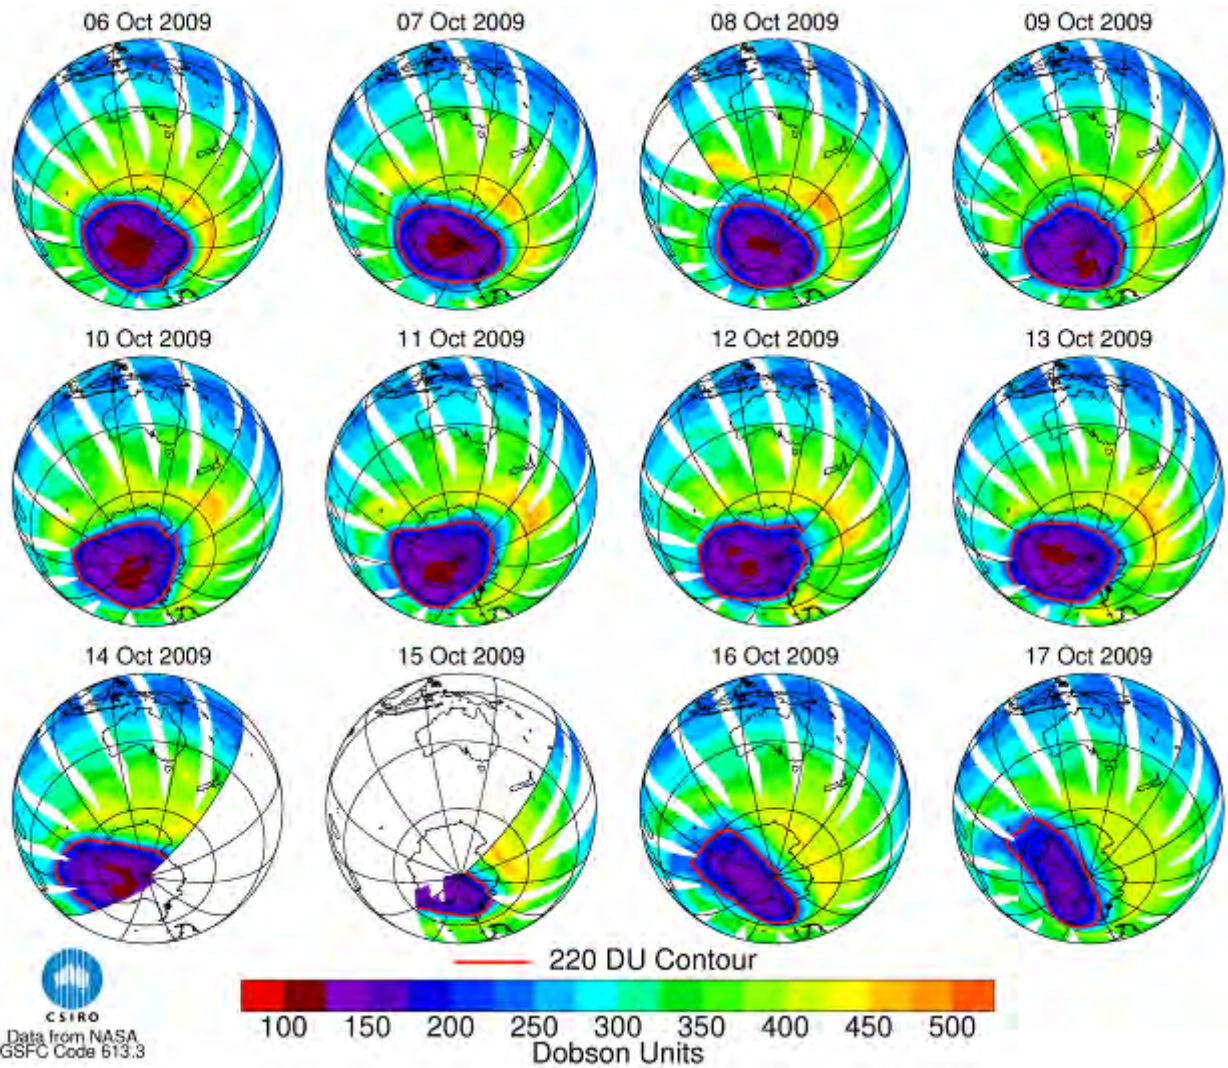 06 Oct 2009
07 Oct 2009
08 Oct 2009
09 Oct 2009
10 Oct 2009
11 Oct 2009
12 Oct 2009
13 Oct 2009
14 Oct 2009
15 Oct 2009
16 Oct 2009
17 Oct 2009
220 DU Contour
100 150 200 250 300 350 400 450 500
Dobson Units
CSIRO
Data from NASA
GSFC Code 613.3